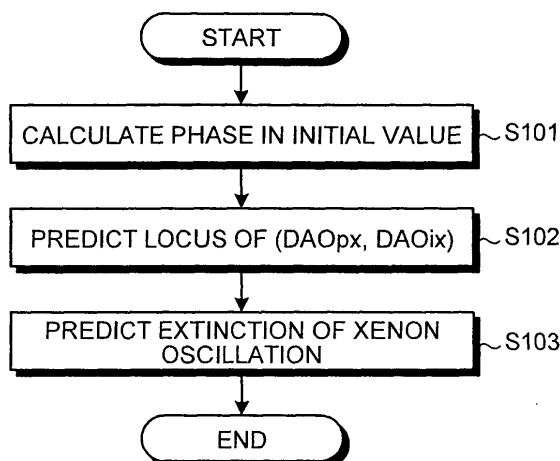 START
CALCULATE PHASE IN INITIAL VALUE
S101
PREDICT LOCUS OF (DAOpx, DAOix)
S102
PREDICT EXTINCTION OF XENON
OSCILLATION
S103
END